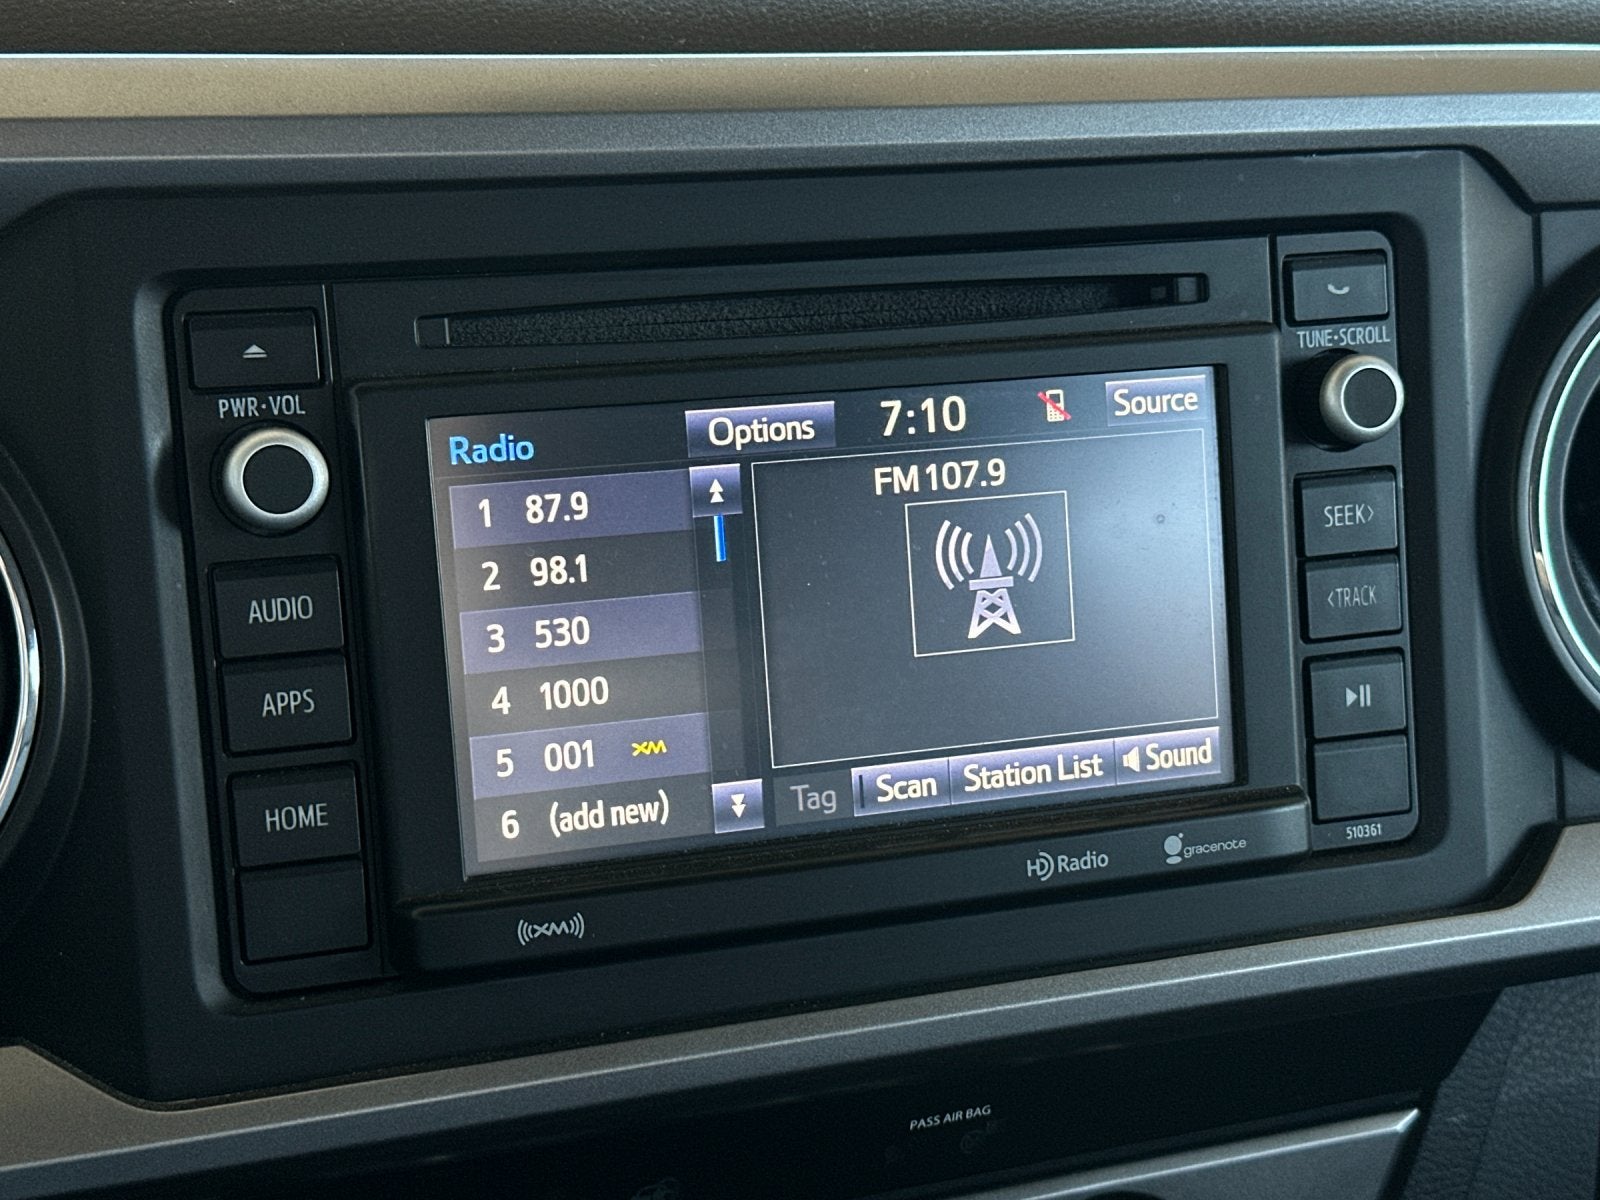 PWR•VOL
AUDIO
APPS
HOME
Radio
Options
7:10
Source
1 87.9
2 98.1
3 530
4 1000
5 001 XM
6 (add new)
FM 107.9
Tag
Scan
Station List
Sound
TUNE•SCROLL
SEEK>
<TRACK
510361
XM
HD Radio
gracenote
PASS AIR BAG